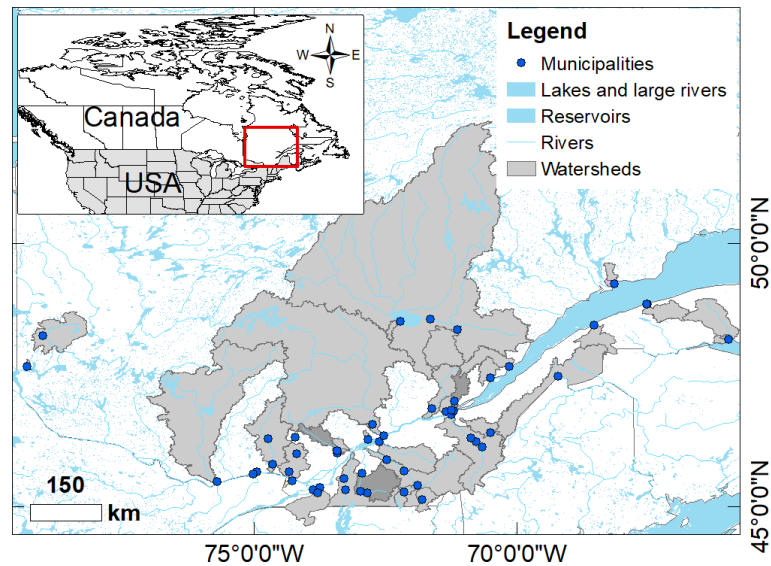 N
W E
S
Canada
USA
Legend
Municipalities
Lakes and large rivers
Reservoirs
Rivers
Watersheds
50°0'0"N
45°0'0"N
150
km
75°0'0"W
70°0'0"W